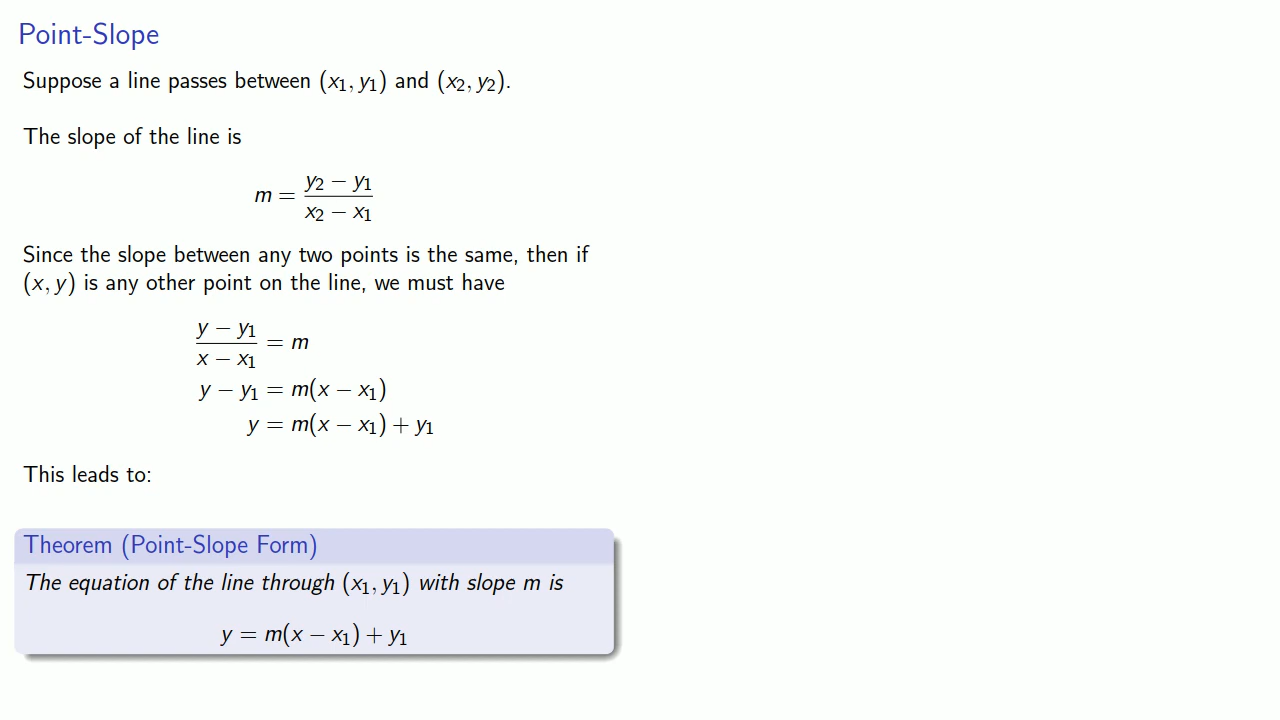 Point-Slope
Suppose a line passes between (x₁, y₁) and (x₂, y₂).
The slope of the line is
m = (y₂ − y₁)/(x₂ − x₁)
Since the slope between any two points is the same, then if
(x, y) is any other point on the line, we must have
(y − y₁)/(x − x₁) = m
y − y₁ = m(x − x₁)
y = m(x − x₁) + y₁
This leads to:
Theorem (Point-Slope Form)
The equation of the line through (x₁, y₁) with slope m is
y = m(x − x₁) + y₁